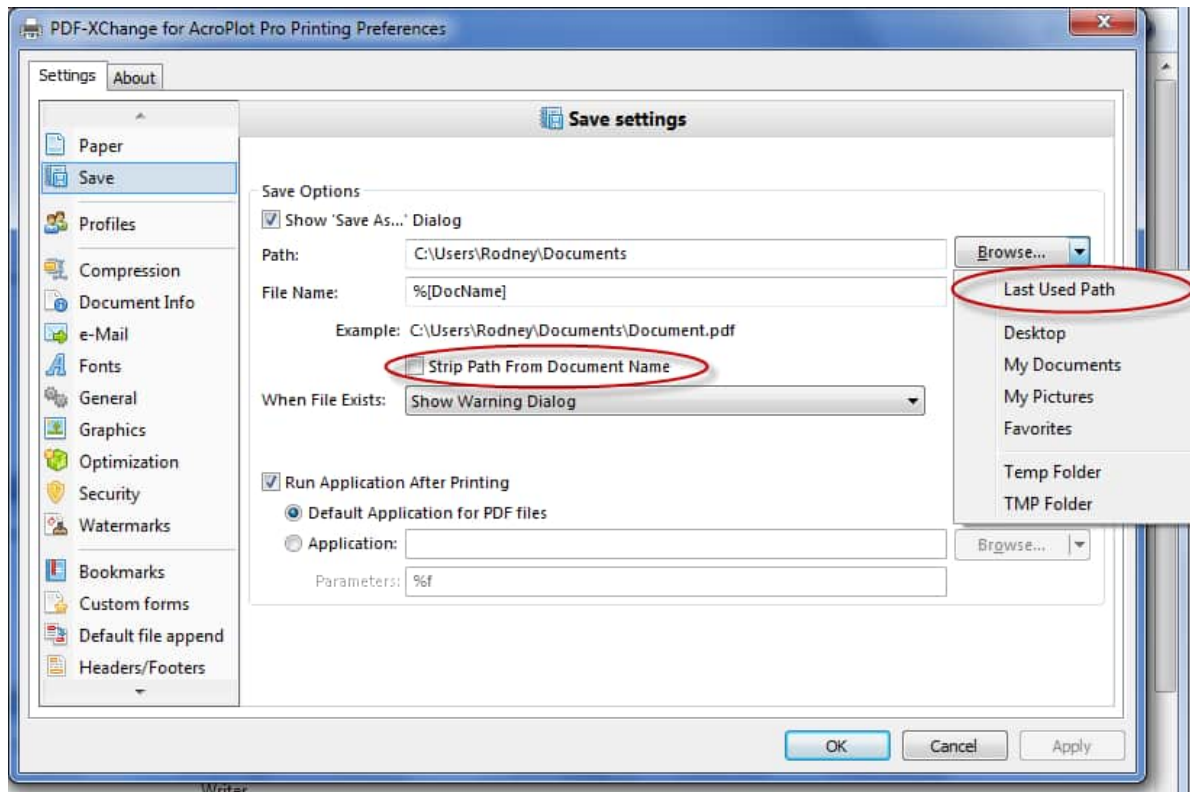 PDF-XChange for AcroPlot Pro Printing Preferences
Settings
About
Save settings
Paper
Save
Profiles
Compression
Document Info
e-Mail
Fonts
General
Graphics
Optimization
Security
Watermarks
Bookmarks
Custom forms
Default file append
Headers/Footers
Save Options
Show 'Save As...' Dialog
Path: C:\Users\Rodney\Documents Browse...
File Name: %[DocName]
Example: C:\Users\Rodney\Documents\Document.pdf
Strip Path From Document Name
When File Exists: Show Warning Dialog
Last Used Path
Desktop
My Documents
My Pictures
Favorites
Temp Folder
TMP Folder
Run Application After Printing
Default Application for PDF files
Application: Browse...
Parameters: %f
OK Cancel Apply
Writer